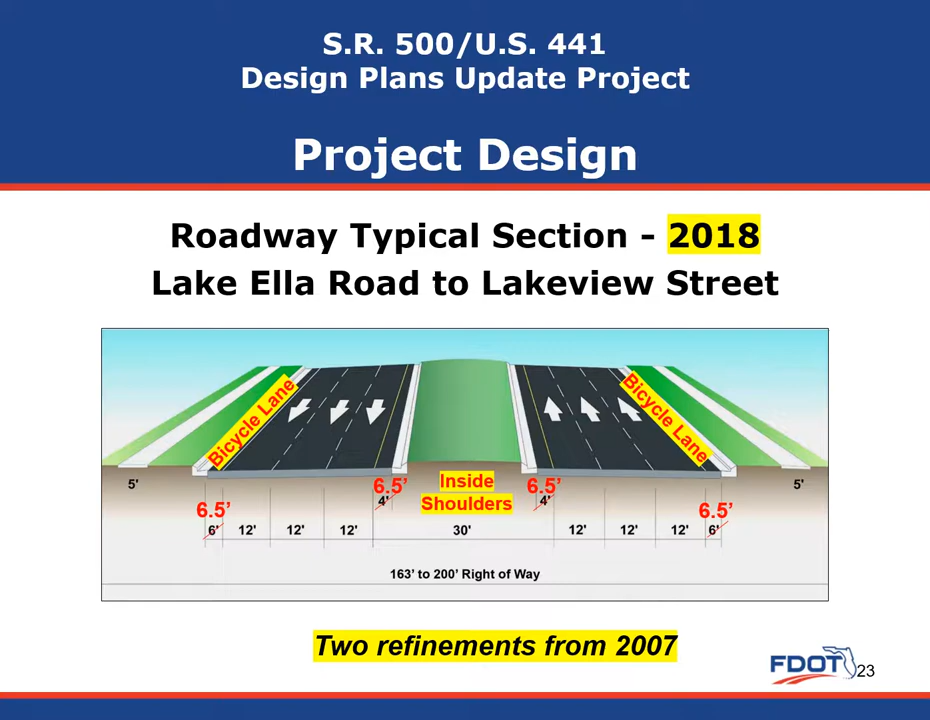 S.R. 500/U.S. 441
Design Plans Update Project
Project Design
Roadway Typical Section - 2018
Lake Ella Road to Lakeview Street
Bicycle Lane
Bicycle Lane
5' 6.5' Inside 6.5' 5'
4' Shoulders 4'
6.5' 6.5'
6' 12' 12' 12' 30' 12' 12' 12' 6'
163' to 200' Right of Way
Two refinements from 2007
FDOT 23